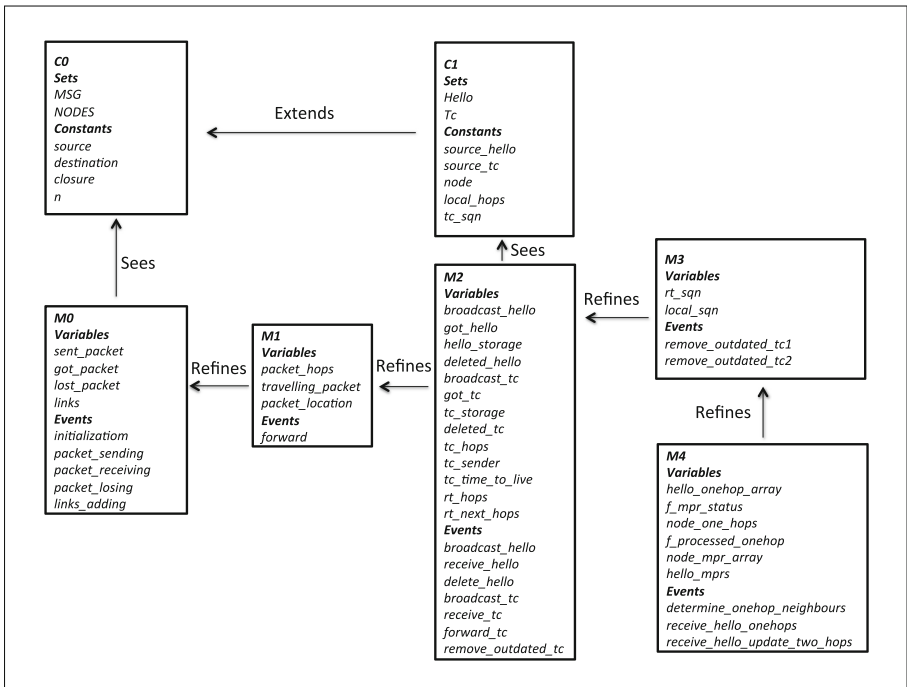 C0
Sets
MSG
NODES
Constants
source
destination
closure
n
Extends
C1
Sets
Hello
Tc
Constants
source_hello
source_tc
node
local_hops
tc_sqn
Sees
Sees
M0
Variables
sent_packet
got_packet
lost_packet
links
Events
initializatiom
packet_sending
packet_receiving
packet_losing
links_adding
Refines
M1
Variables
packet_hops
travelling_packet
packet_location
Events
forward
Refines
M2
Variables
broadcast_hello
got_hello
hello_storage
deleted_hello
broadcast_tc
got_tc
tc_storage
deleted_tc
tc_hops
tc_sender
tc_time_to_live
rt_hops
rt_next_hops
Events
broadcast_hello
receive_hello
delete_hello
broadcast_tc
receive_tc
forward_tc
remove_outdated_tc
Refines
M3
Variables
rt_sqn
local_sqn
Events
remove_outdated_tc1
remove_outdated_tc2
Refines
M4
Variables
hello_onehop_array
f_mpr_status
node_one_hops
f_processed_onehop
node_mpr_array
hello_mprs
Events
determine_onehop_neighbours
receive_hello_onehops
receive_hello_update_two_hops